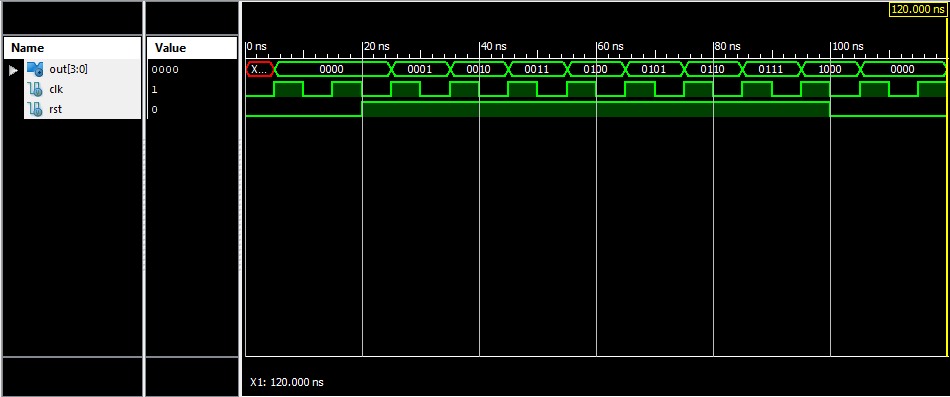 120.000 ns
Name Value
0 ns 20 ns 40 ns 60 ns 80 ns 100 ns
out[3:0] 0000 X... 0000 0001 0010 0011 0100 0101 0110 0111 1000 0000
clk 1
rst 0
X1: 120.000 ns